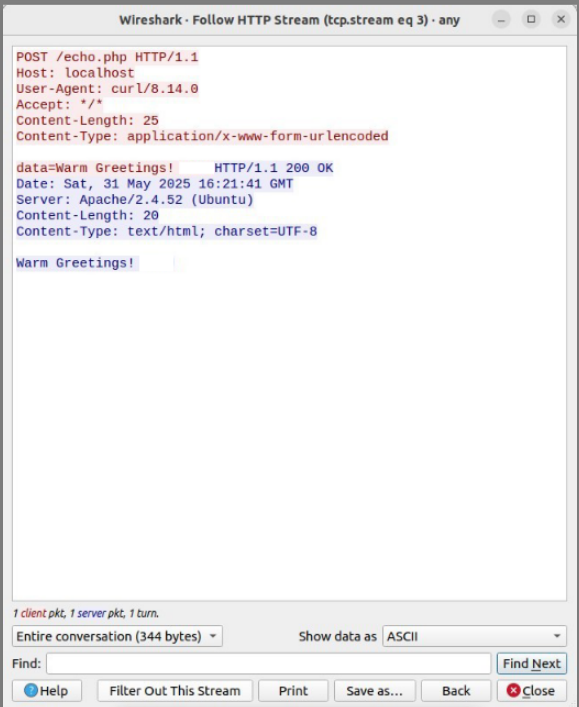 Wireshark · Follow HTTP Stream (tcp.stream eq 3) · any
POST /echo.php HTTP/1.1
Host: localhost
User-Agent: curl/8.14.0
Accept: */*
Content-Length: 25
Content-Type: application/x-www-form-urlencoded
data=Warm Greetings! HTTP/1.1 200 OK
Date: Sat, 31 May 2025 16:21:41 GMT
Server: Apache/2.4.52 (Ubuntu)
Content-Length: 20
Content-Type: text/html; charset=UTF-8
Warm Greetings!
1 client pkt, 1 server pkt, 1 turn.
Entire conversation (344 bytes) Show data as ASCII
Find: Find Next
Help Filter Out This Stream Print Save as... Back Close